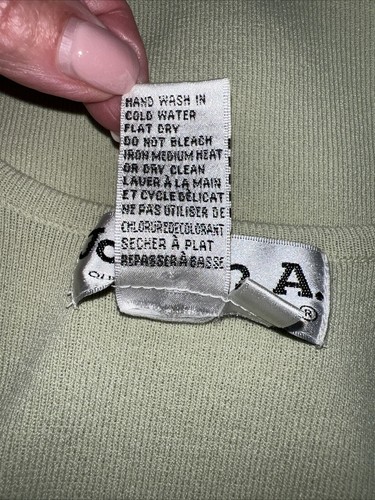 HAND WASH IN
COLD WATER
FLAT DRY
DO NOT BLEACH
IRON MEDIUM HEAT
OR DRY CLEAN
LAVER À LA MAIN
ET CYCLE DÉLICAT
NE PAS UTILISER DE
CHLORUREDECOLORANT
SECHER À PLAT
REPASSER À BASSE
A.
®